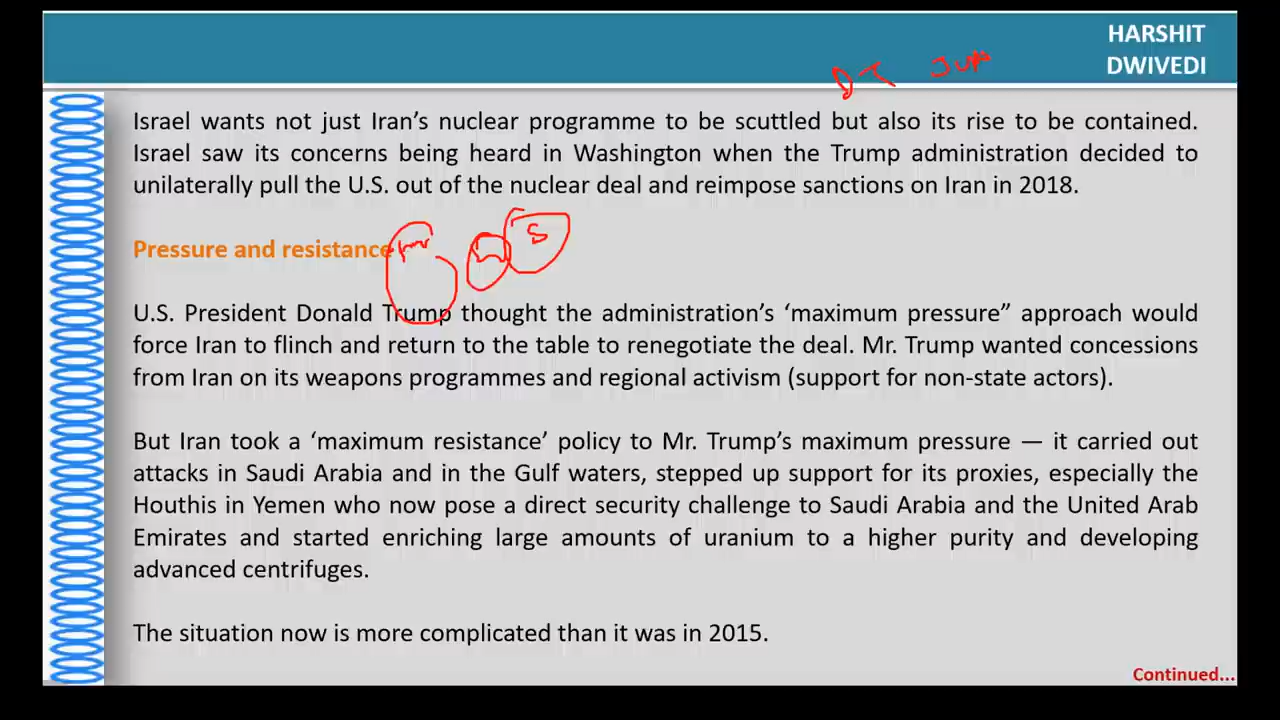 HARSHIT
DWIVEDI
Israel wants not just Iran’s nuclear programme to be scuttled but also its rise to be contained.
Israel saw its concerns being heard in Washington when the Trump administration decided to
unilaterally pull the U.S. out of the nuclear deal and reimpose sanctions on Iran in 2018.
Pressure and resistance
S
U.S. President Donald Trump thought the administration’s ‘maximum pressure” approach would
force Iran to flinch and return to the table to renegotiate the deal. Mr. Trump wanted concessions
from Iran on its weapons programmes and regional activism (support for non-state actors).
But Iran took a ‘maximum resistance’ policy to Mr. Trump’s maximum pressure — it carried out
attacks in Saudi Arabia and in the Gulf waters, stepped up support for its proxies, especially the
Houthis in Yemen who now pose a direct security challenge to Saudi Arabia and the United Arab
Emirates and started enriching large amounts of uranium to a higher purity and developing
advanced centrifuges.
The situation now is more complicated than it was in 2015.
Continued...